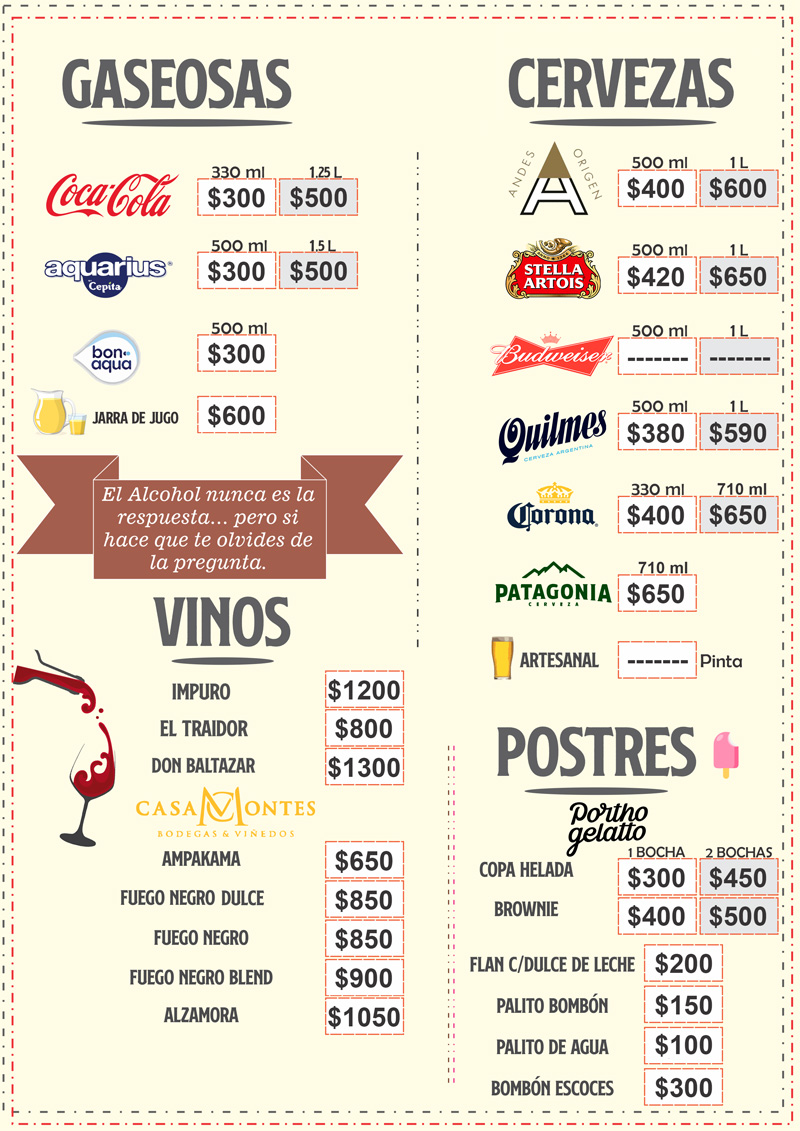 GASEOSAS
330 ml 1.25 L
Coca-Cola $300 $500
500 ml 1.5 L
aquarius® $300 $500
Cepita
500 ml
bon aqua $300
JARRA DE JUGO $600
El Alcohol nunca es la
respuesta... pero si
hace que te olvides de
la pregunta.
VINOS
IMPURO $1200
EL TRAIDOR $800
DON BALTAZAR $1300
CASA MONTES
BODEGAS & VIÑEDOS
AMPAKAMA $650
FUEGO NEGRO DULCE $850
FUEGO NEGRO $850
FUEGO NEGRO BLEND $900
ALZAMORA $1050
CERVEZAS
500 ml 1 L
ANDES ORIGEN $400 $600
500 ml 1 L
STELLA ARTOIS $420 $650
500 ml 1 L
Budweiser ------- -------
500 ml 1 L
Quilmes $380 $590
CERVEZA ARGENTINA
330 ml 710 ml
Corona. $400 $650
710 ml
PATAGONIA $650
CERVEZA
ARTESANAL ------- Pinta
POSTRES
Portho
gelatto
1 BOCHA 2 BOCHAS
COPA HELADA $300 $450
BROWNIE $400 $500
FLAN C/DULCE DE LECHE $200
PALITO BOMBÓN $150
PALITO DE AGUA $100
BOMBÓN ESCOCES $300